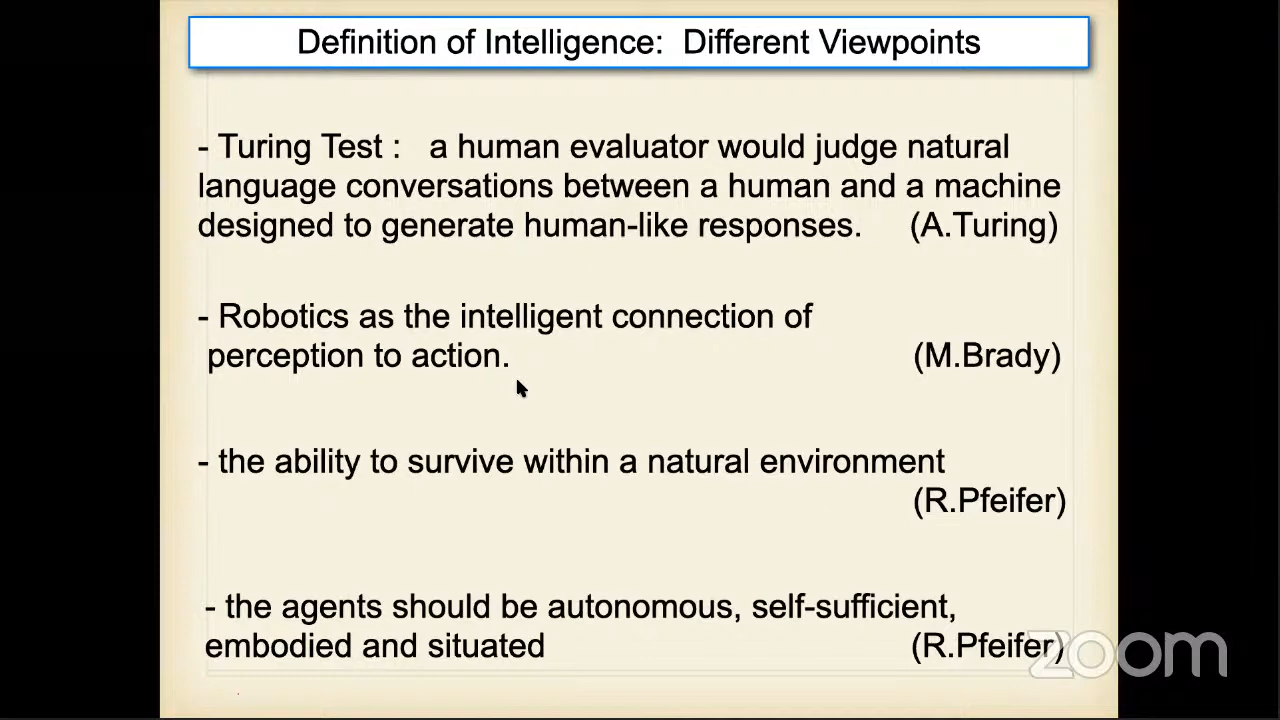 Definition of Intelligence: Different Viewpoints
- Turing Test : a human evaluator would judge natural
language conversations between a human and a machine
designed to generate human-like responses. (A.Turing)
- Robotics as the intelligent connection of
perception to action. (M.Brady)
- the ability to survive within a natural environment
(R.Pfeifer)
- the agents should be autonomous, self-sufficient,
embodied and situated (R.Pfeifer)
zoom